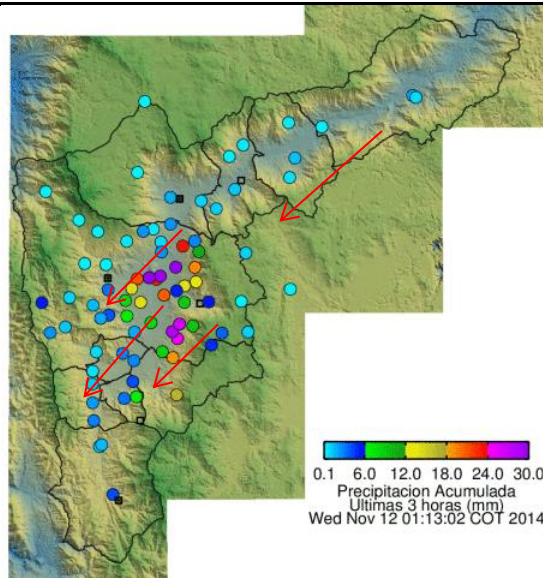 0.1 6.0 12.0 18.0 24.0 30.0
Precipitacion Acumulada
Ultimas 3 horas (mm)
Wed Nov 12 01:13:02 COT 2014